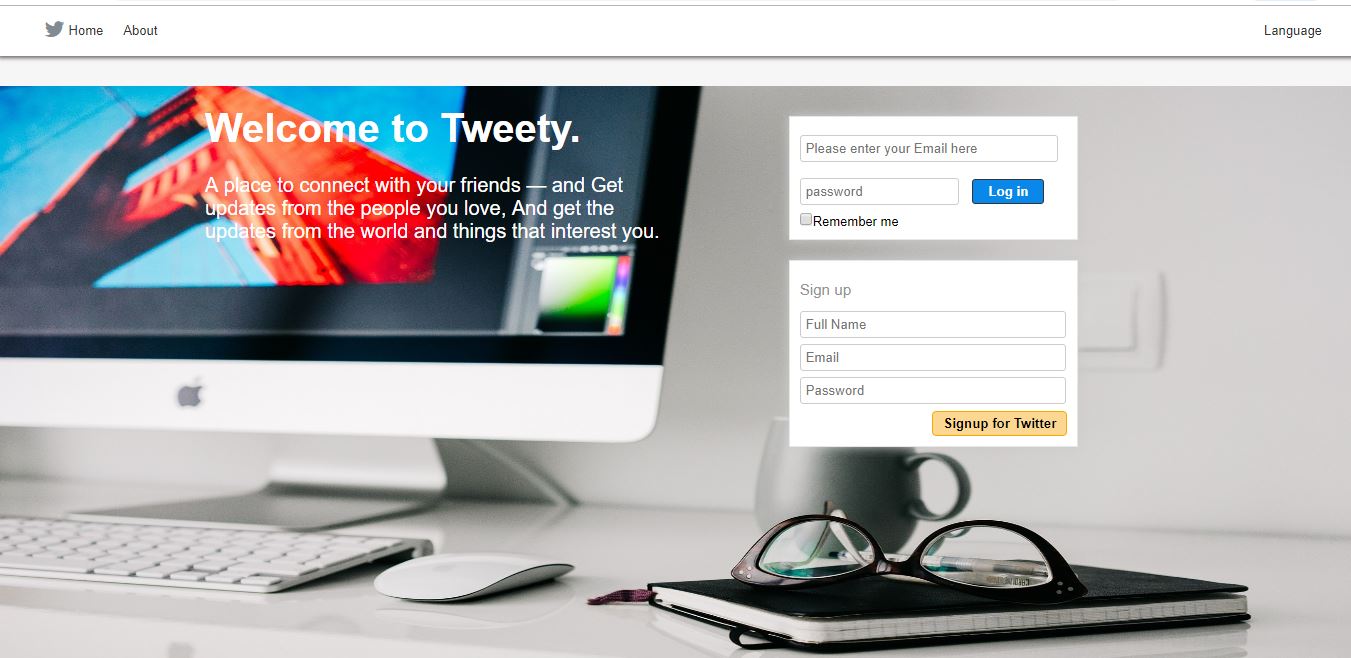 Home About Language
Welcome to Tweety.
A place to connect with your friends — and Get
updates from the people you love, And get the
updates from the world and things that interest you.
Please enter your Email here
password Log in
Remember me
Sign up
Full Name
Email
Password
Signup for Twitter